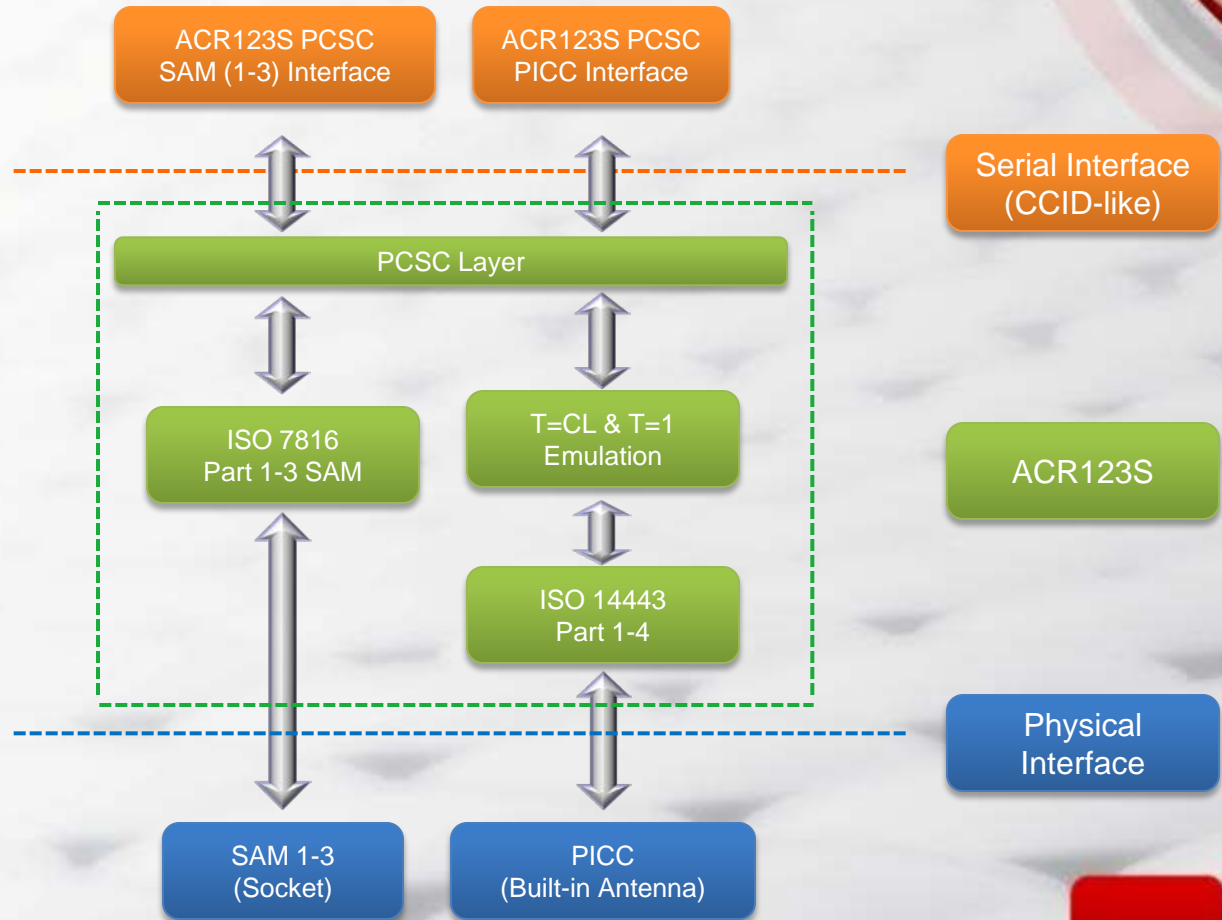 ACR123S PCSC
SAM (1-3) Interface
ACR123S PCSC
PICC Interface
Serial Interface
(CCID-like)
PCSC Layer
ISO 7816
Part 1-3 SAM
T=CL & T=1
Emulation
ACR123S
ISO 14443
Part 1-4
Physical
Interface
SAM 1-3
(Socket)
PICC
(Built-in Antenna)